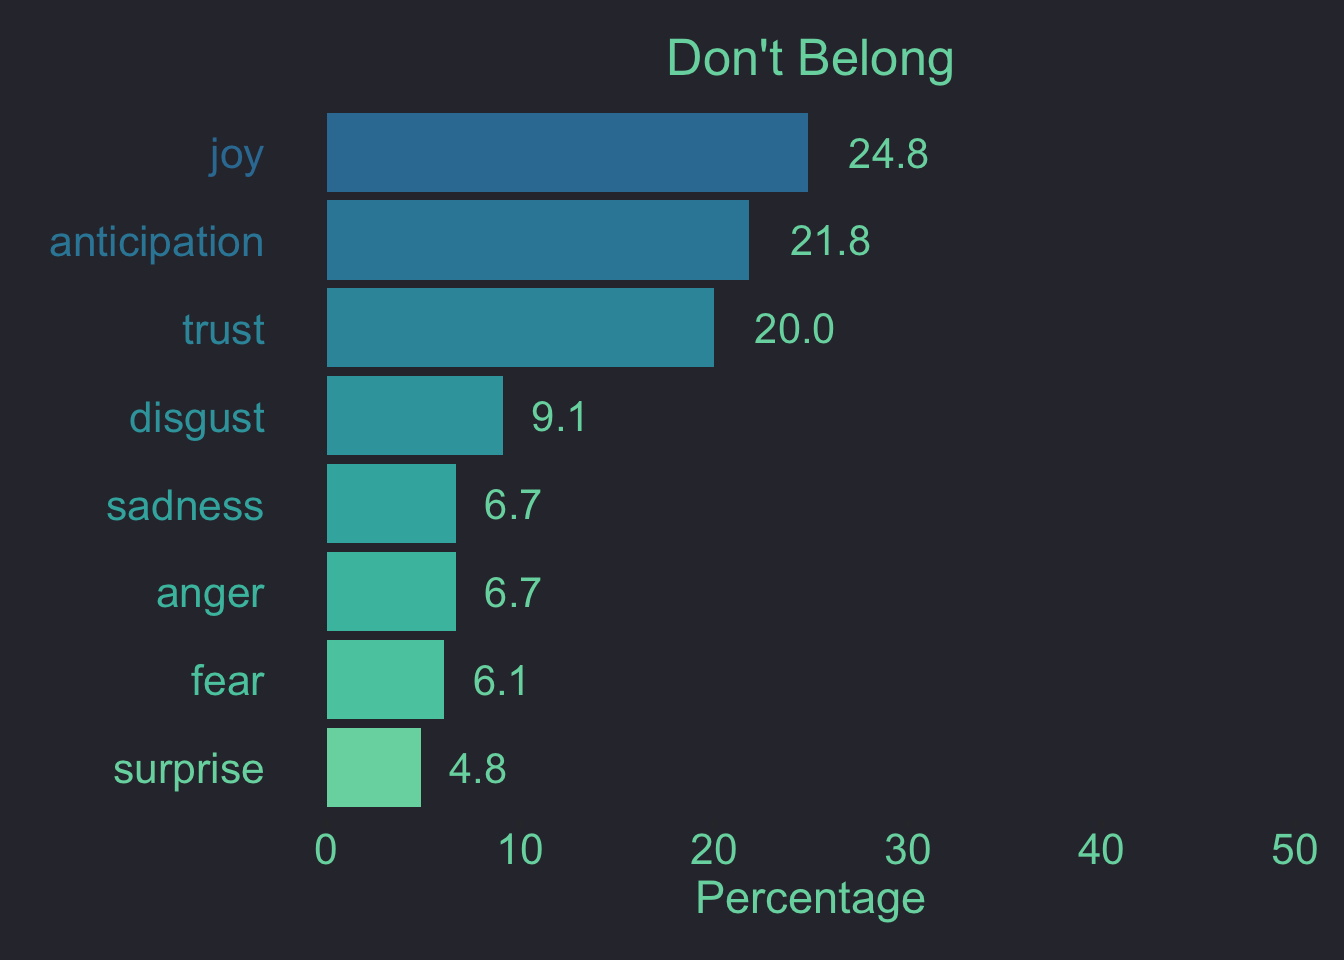 Don't Belong
joy 24.8
anticipation 21.8
trust 20.0
disgust 9.1
sadness 6.7
anger 6.7
fear 6.1
surprise 4.8
0 10 20 30 40 50
Percentage